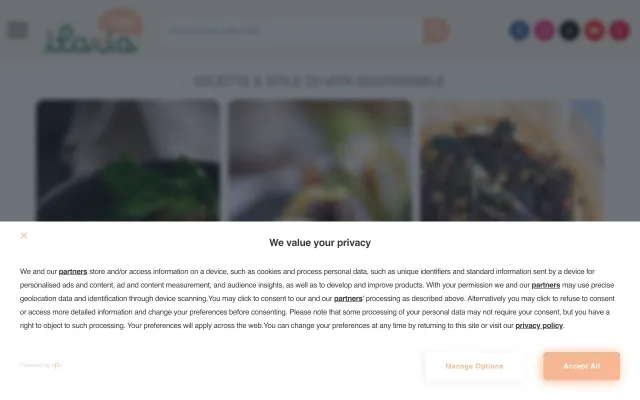 ilaria
RICETTE E STILE DI VITA SOSTENIBILE
We value your privacy
We and our partners store and/or access information on a device, such as cookies and process personal data, such as unique identifiers and standard information sent by a device for
personalised ads and content, ad and content measurement, and audience insights, as well as to develop and improve products. With your permission we and our partners may use precise
geolocation data and identification through device scanning.You may click to consent to our and our partners' processing as described above. Alternatively you may click to refuse to consent
or access more detailed information and change your preferences before consenting. Please note that some processing of your personal data may not require your consent, but you have a
right to object to such processing. Your preferences will apply across the web.You can change your preferences at any time by returning to this site or visit our privacy policy.
Powered by
Manage Options
Accept All